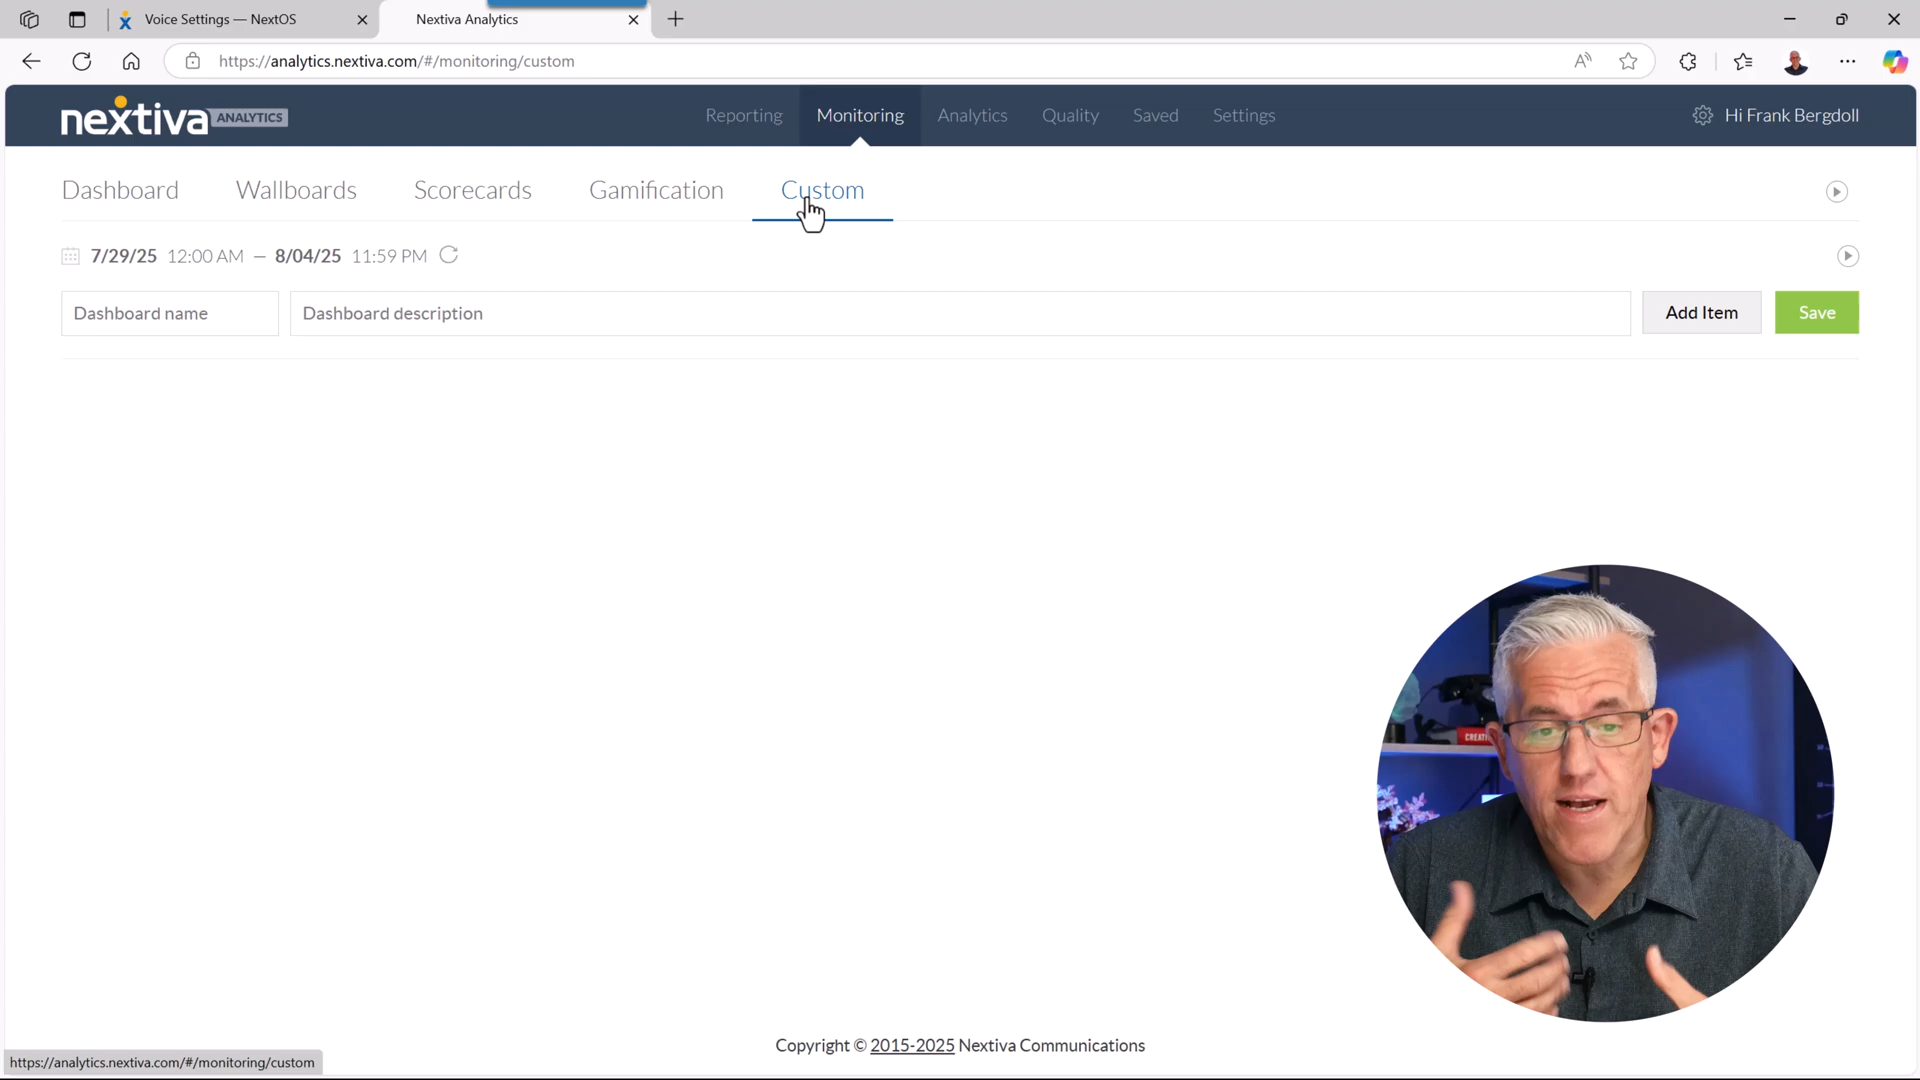 Voice Settings — NextOS
Nextiva Analytics
https://analytics.nextiva.com/#/monitoring/custom
nextiva ANALYTICS
Reporting
Monitoring
Analytics
Quality
Saved
Settings
Hi Frank Bergdoll
Dashboard
Wallboards
Scorecards
Gamification
Custom
7/29/25 12:00 AM — 8/04/25 11:59 PM
Dashboard name
Dashboard description
Add Item
Save
Copyright © 2015-2025 Nextiva Communications
https://analytics.nextiva.com/#/monitoring/custom